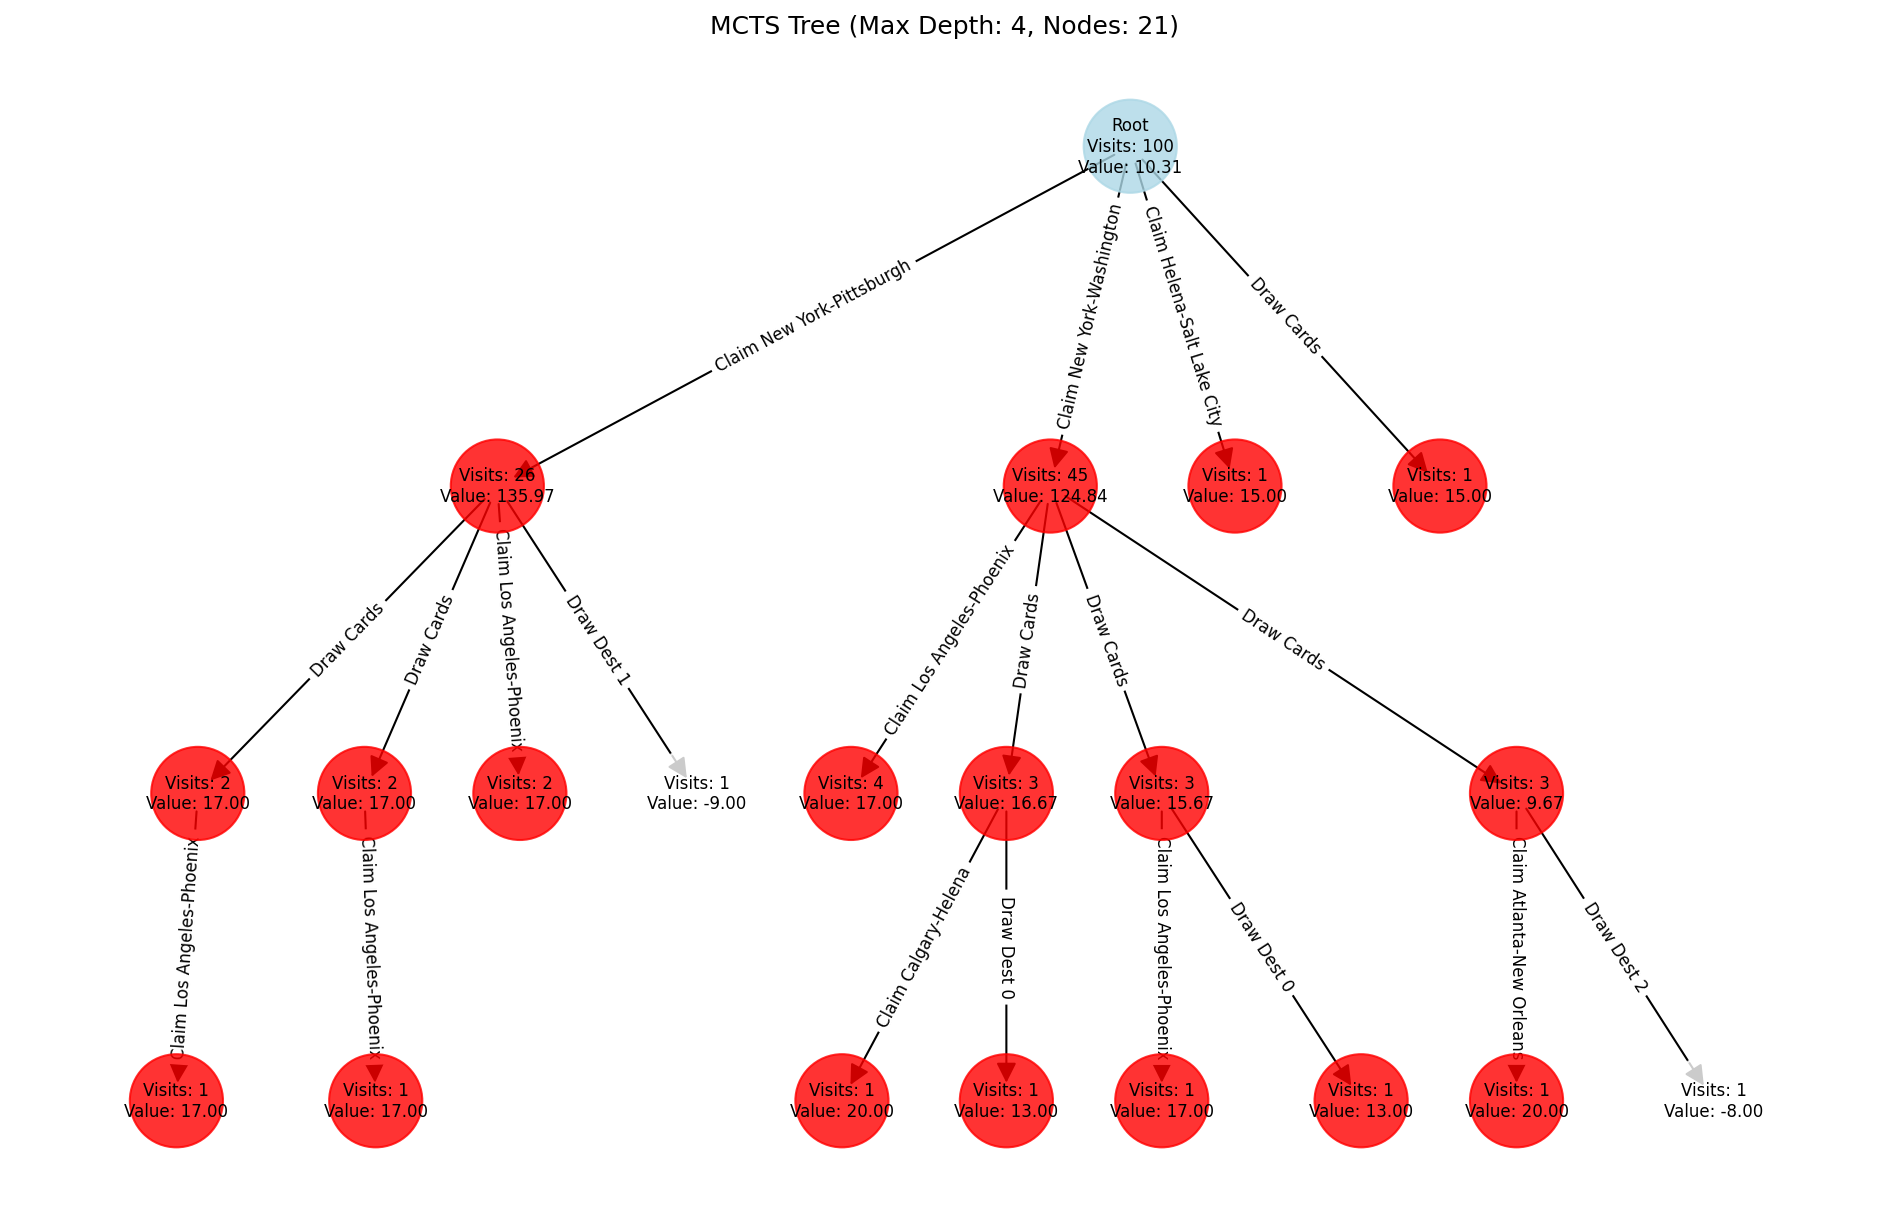 MCTS Tree (Max Depth: 4, Nodes: 21)
Root
Visits: 100
Value: 10.31
Claim New York-Pittsburgh
Claim New York-Washington
Claim Helena-Salt Lake City
Draw Cards
Visits: 26
Value: 135.97
Visits: 45
Value: 124.84
Visits: 1
Value: 15.00
Visits: 1
Value: 15.00
Draw Cards
Draw Cards
Claim Los Angeles-Phoenix
Draw Dest 1
Claim Los Angeles-Phoenix
Draw Cards
Draw Cards
Draw Cards
Visits: 2
Value: 17.00
Visits: 2
Value: 17.00
Visits: 2
Value: 17.00
Visits: 1
Value: -9.00
Visits: 4
Value: 17.00
Visits: 3
Value: 16.67
Visits: 3
Value: 15.67
Visits: 3
Value: 9.67
Claim Los Angeles-Phoenix
Claim Los Angeles-Phoenix
Claim Calgary-Helena
Draw Dest 0
Claim Los Angeles-Phoenix
Draw Dest 0
Claim Atlanta-New Orleans
Draw Dest 2
Visits: 1
Value: 17.00
Visits: 1
Value: 17.00
Visits: 1
Value: 20.00
Visits: 1
Value: 13.00
Visits: 1
Value: 17.00
Visits: 1
Value: 13.00
Visits: 1
Value: 20.00
Visits: 1
Value: -8.00